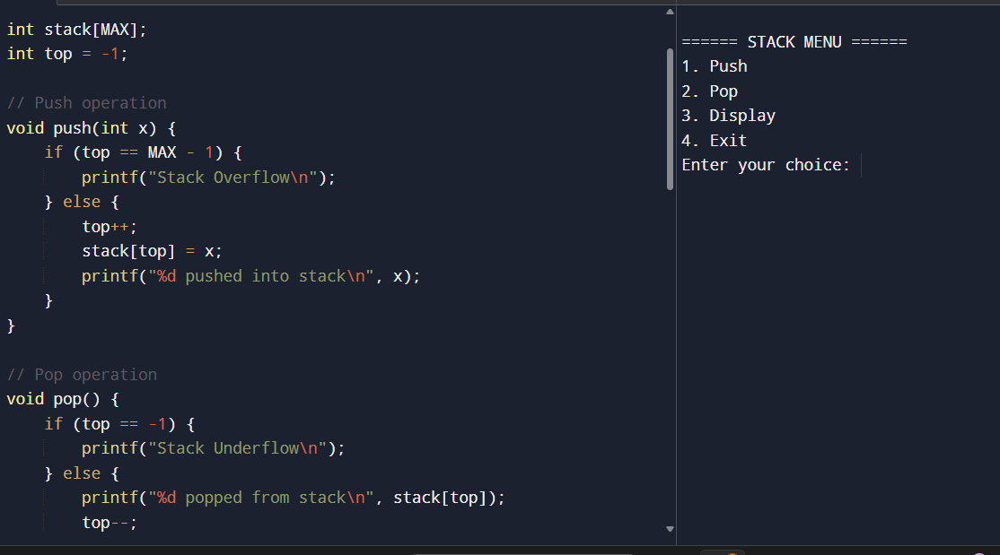 int stack[MAX];
int top = -1;

// Push operation
void push(int x) {
    if (top == MAX - 1) {
        printf("Stack Overflow\n");
    } else {
        top++;
        stack[top] = x;
        printf("%d pushed into stack\n", x);
    }
}

// Pop operation
void pop() {
    if (top == -1) {
        printf("Stack Underflow\n");
    } else {
        printf("%d popped from stack\n", stack[top]);
        top--;

====== STACK MENU ======
1. Push
2. Pop
3. Display
4. Exit
Enter your choice: